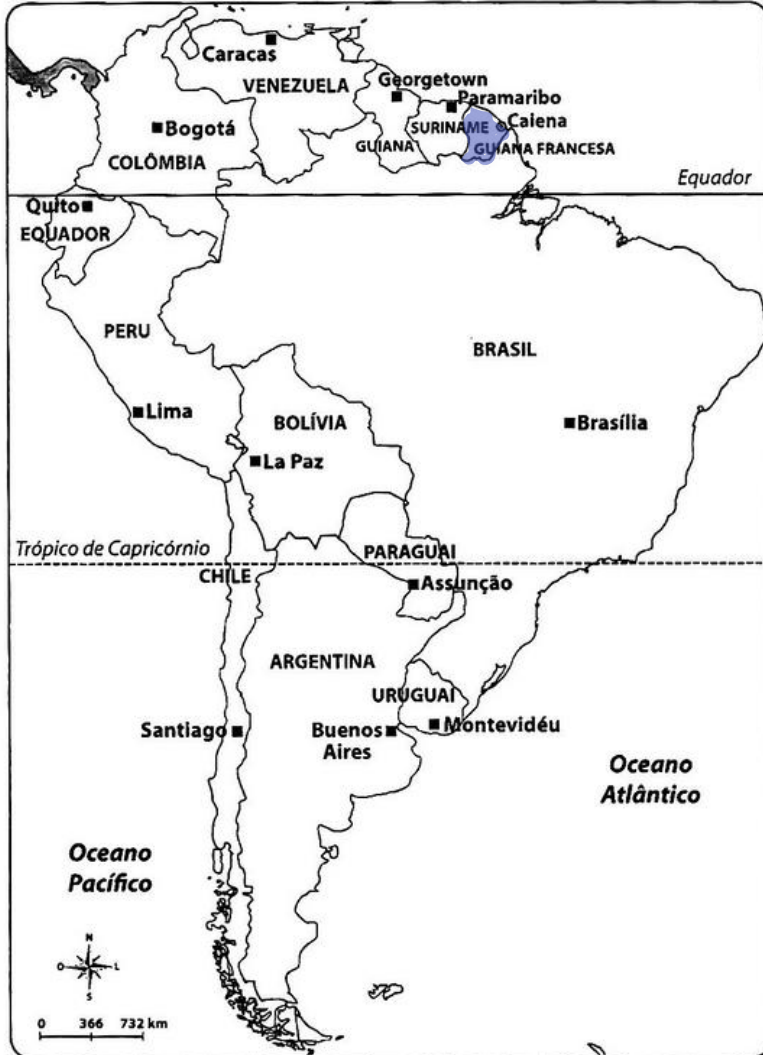 Caracas
VENEZUELA
Georgetown
Paramaribo
Bogotá
SURINAME
Caiena
GUIANA
GUIANA FRANCESA
COLÔMBIA
Equador
Quito
EQUADOR
PERU
BRASIL
Lima
BOLÍVIA
Brasília
La Paz
Trópico de Capricórnio
PARAGUAI
CHILE
Assunção
ARGENTINA
URUGUAI
Santiago
Buenos
Aires
Montevidéu
Oceano
Atlântico
Oceano
Pacífico
N
O
L
S
0 366 732 km